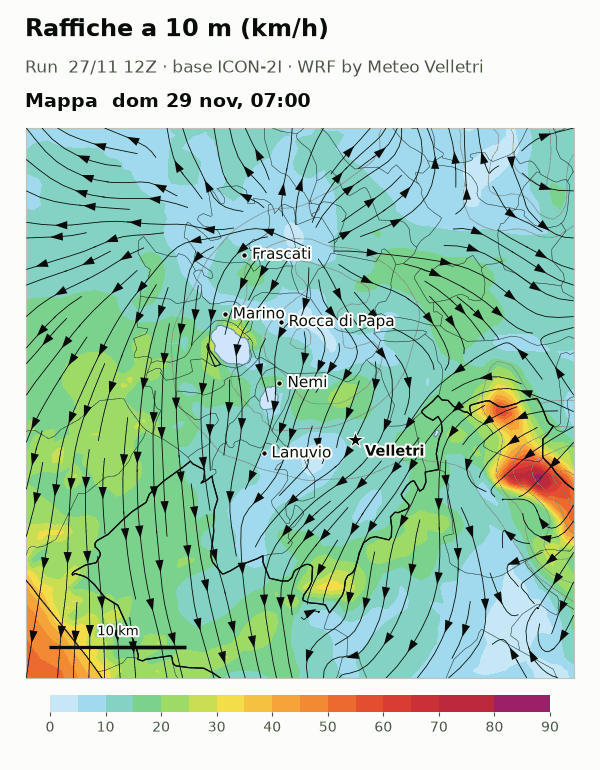 Raffiche a 10 m (km/h)
Run 27/11 12Z · base ICON-2I · WRF by Meteo Velletri
Mappa dom 29 nov, 07:00
Frascati
Marino
Rocca di Papa
Nemi
Velletri
Lanuvio
10 km
0 10 20 30 40 50 60 70 80 90